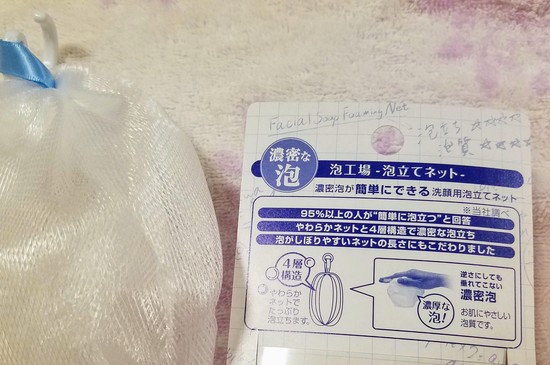 Facial Soup Foaming Net
泡立ち ☆☆☆☆
泡質 ☆☆☆☆
濃密な
泡
泡工場 -泡立てネット-
濃密泡が簡単にできる洗顔用泡立てネット
※当社調べ
95%以上の人が"簡単に泡立つ"と回答
やわらかネットと4層構造で濃密な泡立ち
泡がしぼりやすいネットの長さにもこだわりました
4層
構造
やわらか
ネットで
たっぷり
泡立ちます。
濃厚な
泡!
逆さにしても
垂れてこない
濃密泡
お肌にやさしい
泡質です。